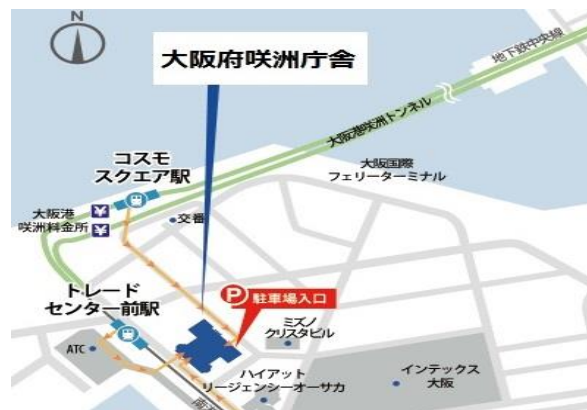 N
大阪府咲洲庁舎
地下鉄中央線
大阪港咲洲トンネル
コスモ
スクエア駅
大阪国際
フェリーターミナル
大阪港
咲洲料金所
¥
¥
交番
P 駐車場入口
トレード
センター前駅
ミズノ
クリスタビル
ATC
ハイアット
リージェンシーオーサカ
インテックス
大阪